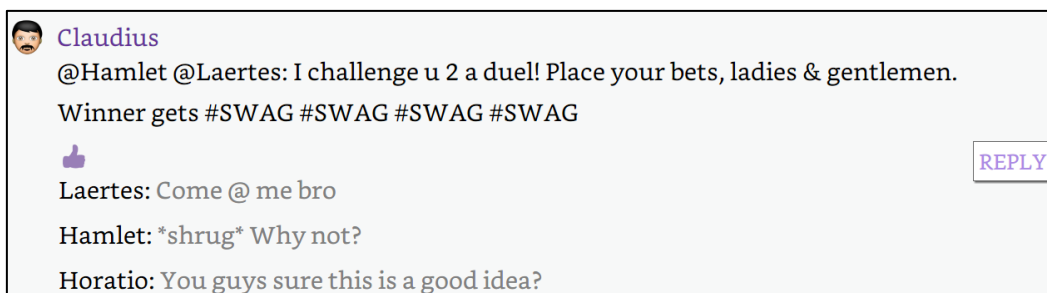 Claudius
@Hamlet @Laertes: I challenge u 2 a duel! Place your bets, ladies & gentlemen.
Winner gets #SWAG #SWAG #SWAG #SWAG
REPLY
Laertes: Come @ me bro
Hamlet: *shrug* Why not?
Horatio: You guys sure this is a good idea?